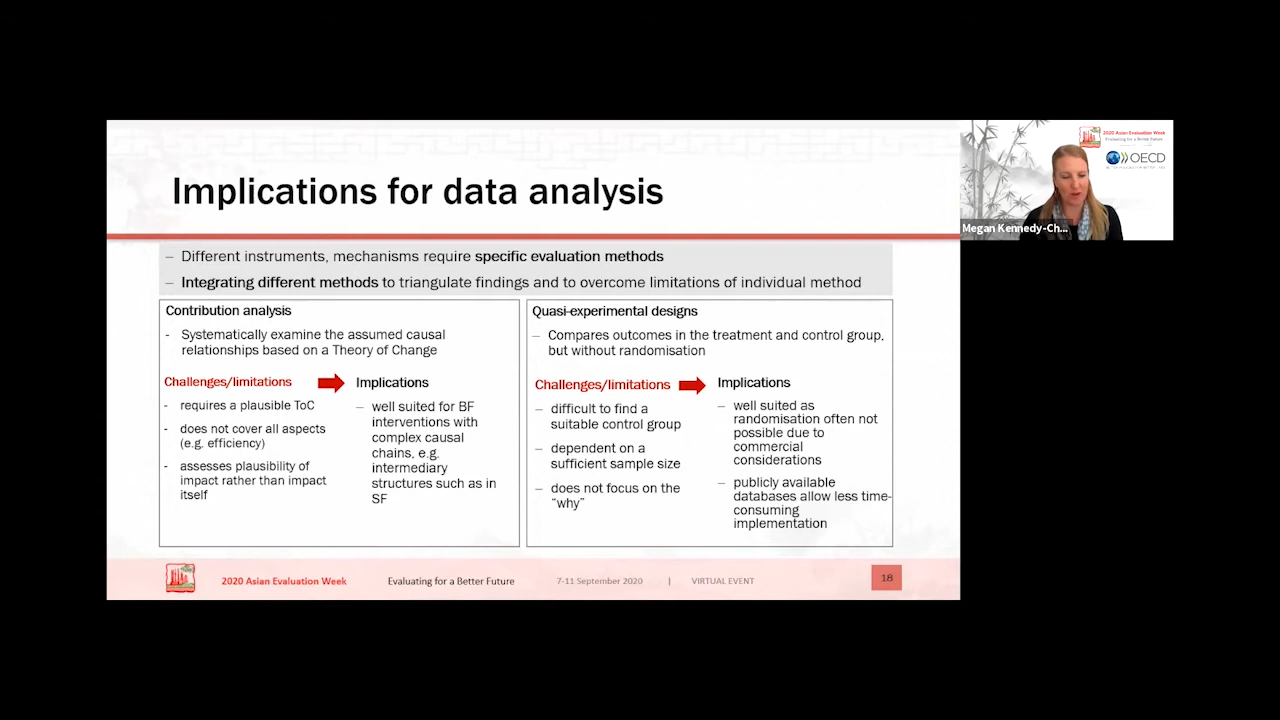 Implications for data analysis
– Different instruments, mechanisms require specific evaluation methods
– Integrating different methods to triangulate findings and to overcome limitations of individual method
Contribution analysis
- Systematically examine the assumed causal
relationships based on a Theory of Change
Challenges/limitations
- requires a plausible ToC
- does not cover all aspects
(e.g. efficiency)
- assesses plausibility of
impact rather than impact
itself
Implications
– well suited for BF
interventions with
complex causal
chains, e.g.
intermediary
structures such as in
SF
Quasi-experimental designs
– Compares outcomes in the treatment and control group,
but without randomisation
Challenges/limitations
– difficult to find a
suitable control group
– dependent on a
sufficient sample size
– does not focus on the
“why”
Implications
– well suited as
randomisation often not
possible due to
commercial
considerations
– publicly available
databases allow less time-
consuming
implementation
2020 Asian Evaluation Week Evaluating for a Better Future 7-11 September 2020 | VIRTUAL EVENT 18
2020 Asian Evaluation Week
Evaluating for a Better Future
OECD
Megan Kennedy-Ch...